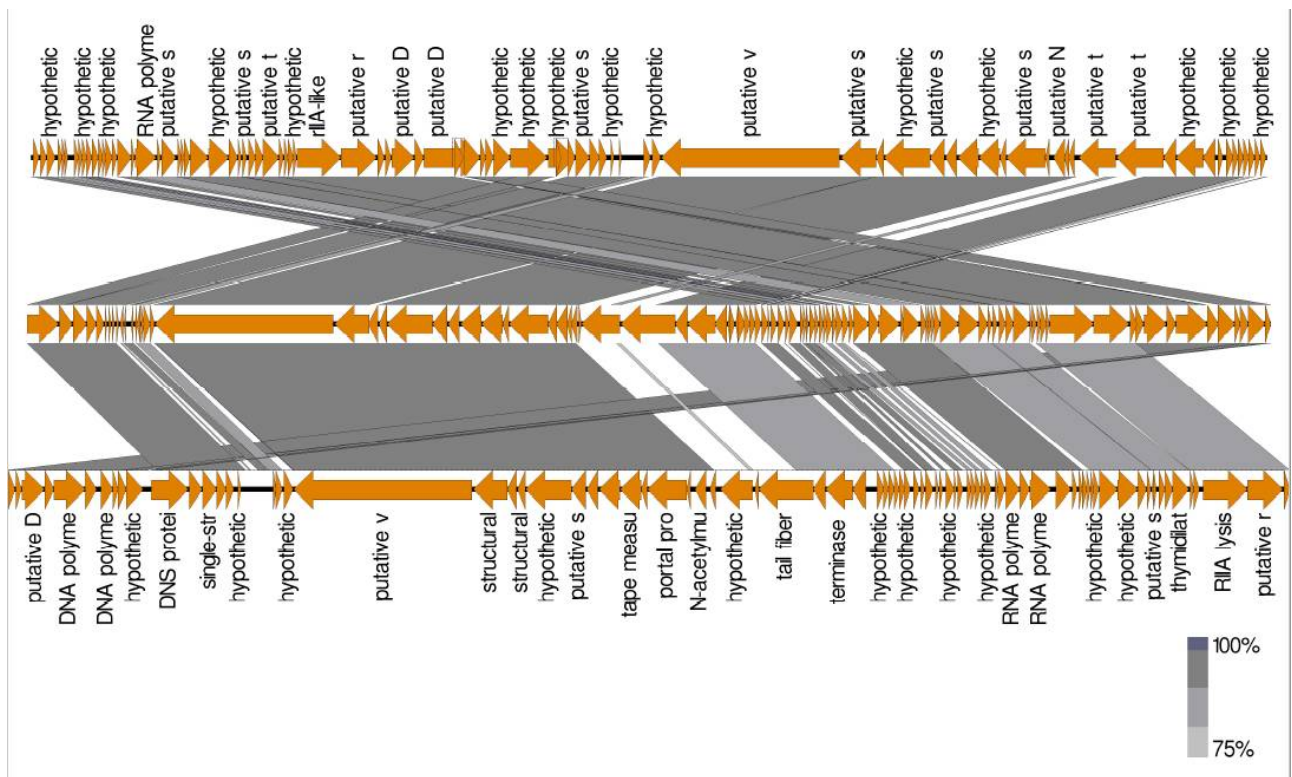 hypothetic
hypothetic
hypothetic
RNA polyme
putative s
hypothetic
putative s
putative t
hypothetic
rIIA-like
putative r
putative D
putative D
hypothetic
hypothetic
hypothetic
putative s
hypothetic
hypothetic
putative v
putative s
hypothetic
putative s
hypothetic
putative s
putative N
putative t
putative t
hypothetic
hypothetic
hypothetic
putative D
DNA polyme
DNA polyme
hypothetic
DNS protei
single-str
hypothetic
hypothetic
putative v
structural
structural
hypothetic
putative s
tape measu
portal pro
N-acetylmu
hypothetic
tail fiber
terminase
hypothetic
hypothetic
hypothetic
hypothetic
RNA polyme
RNA polyme
hypothetic
hypothetic
putative s
thymidilat
RIIA lysis
putative r
100%
75%